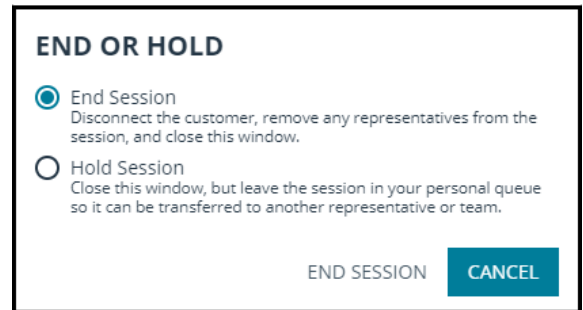 END OR HOLD
End Session
Disconnect the customer, remove any representatives from the
session, and close this window.
Hold Session
Close this window, but leave the session in your personal queue
so it can be transferred to another representative or team.
END SESSION CANCEL